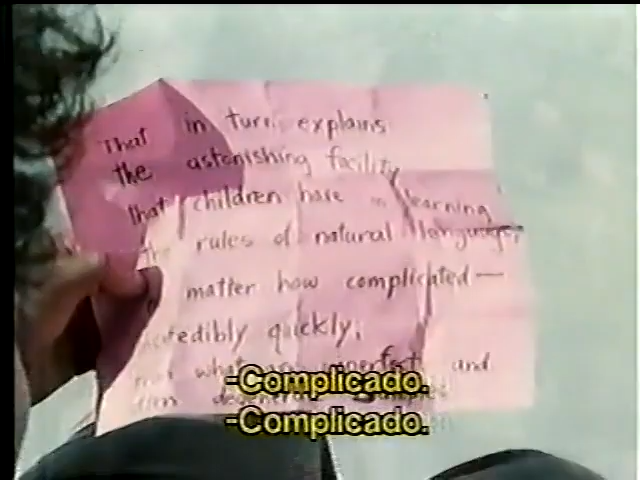 That in turn explains
the astonishing facility
that children have in learning
the rules of natural language,
matter how complicated—
quickly,
what imperfect and
-Complicado.
-Complicado.